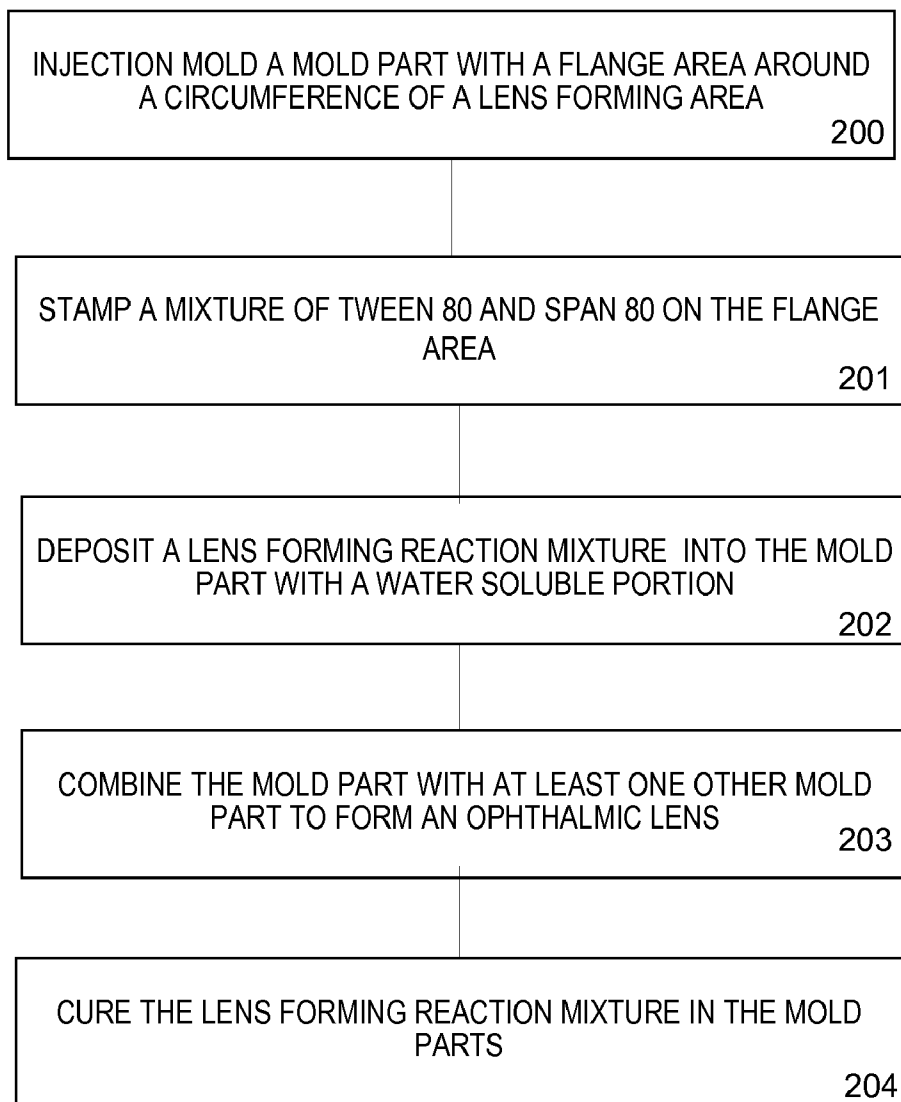 INJECTION MOLD A MOLD PART WITH A FLANGE AREA AROUND
A CIRCUMFERENCE OF A LENS FORMING AREA
200
STAMP A MIXTURE OF TWEEN 80 AND SPAN 80 ON THE FLANGE
AREA
201
DEPOSIT A LENS FORMING REACTION MIXTURE INTO THE MOLD
PART WITH A WATER SOLUBLE PORTION
202
COMBINE THE MOLD PART WITH AT LEAST ONE OTHER MOLD
PART TO FORM AN OPHTHALMIC LENS
203
CURE THE LENS FORMING REACTION MIXTURE IN THE MOLD
PARTS
204